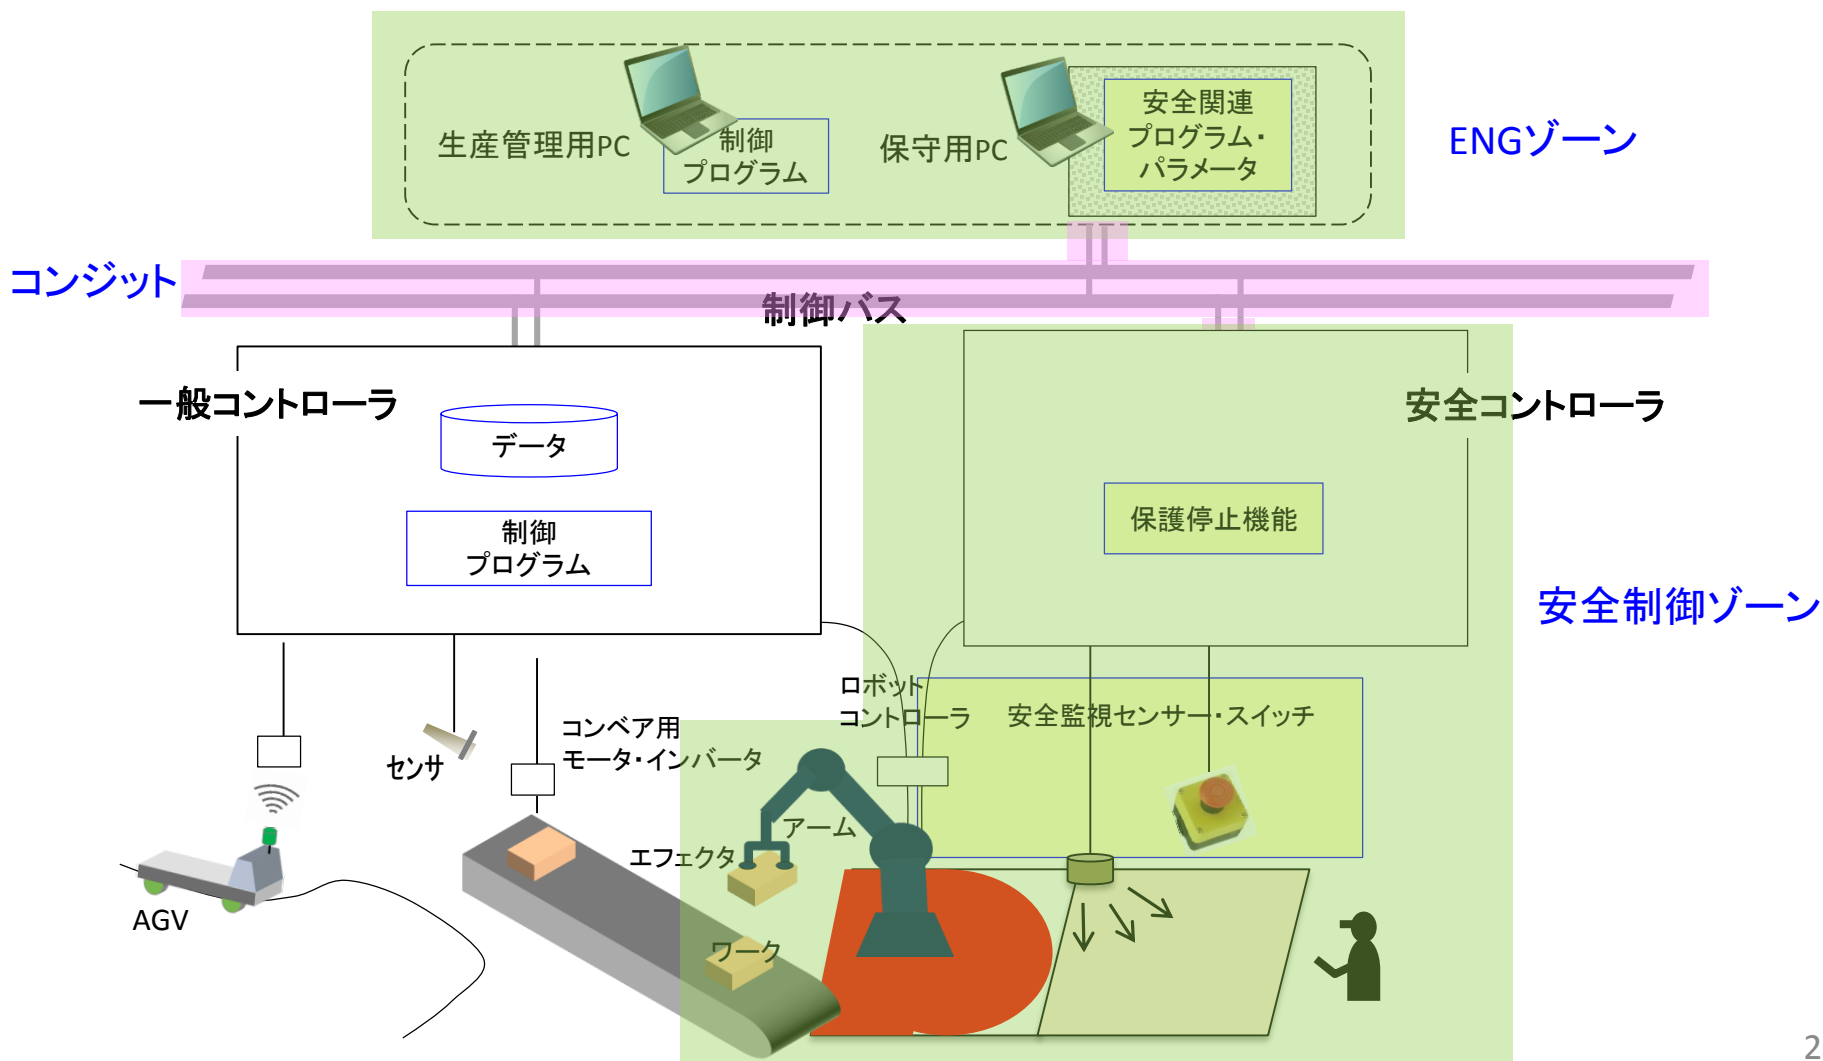 生産管理用PC
制御
プログラム
保守用PC
安全関連
プログラム・
パラメータ
ENGゾーン
コンジット
制御バス
一般コントローラ
データ
制御
プログラム
安全コントローラ
保護停止機能
安全制御ゾーン
ロボット
コントローラ
安全監視センサー・スイッチ
コンベア用
モータ・インバータ
センサ
アーム
エフェクタ
AGV
ワーク
2